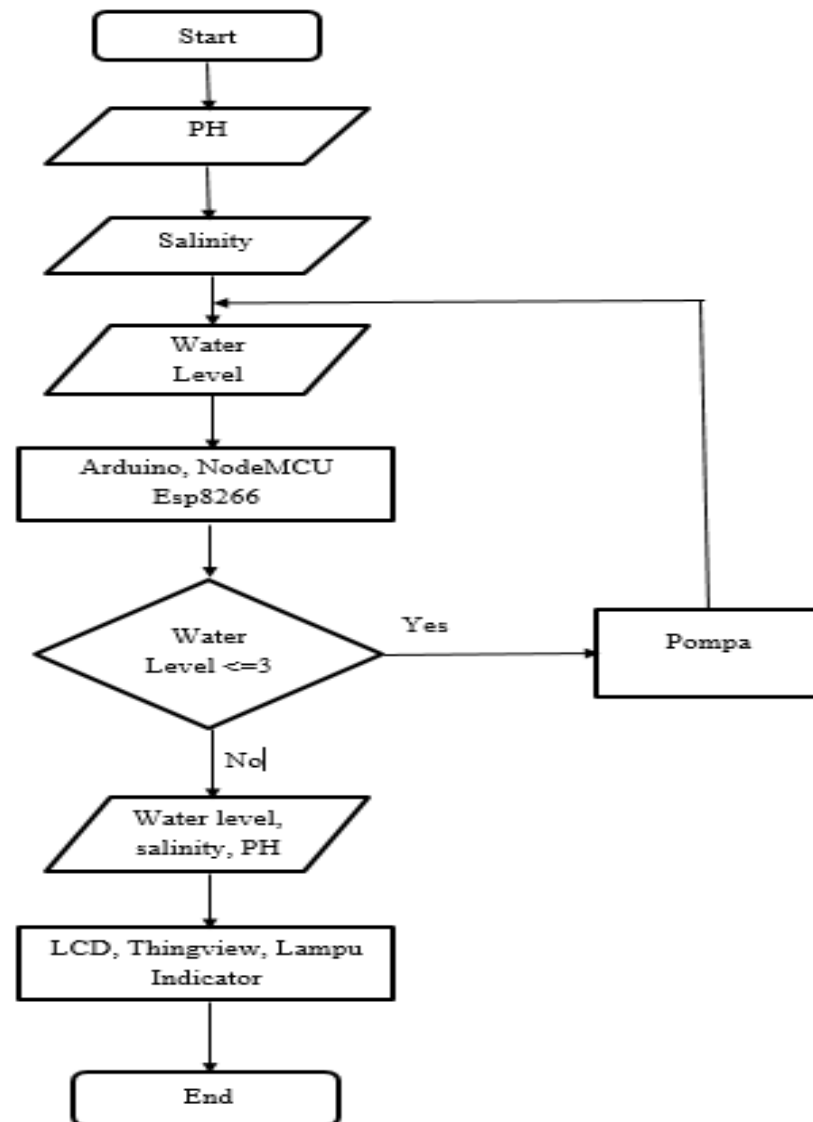 Start
PH
Salinity
Water
Level
Arduino, NodeMCU
Esp8266
Water
Level <=3
Yes
Pompa
No
Water level,
salinity, PH
LCD, Thingview, Lampu
Indicator
End